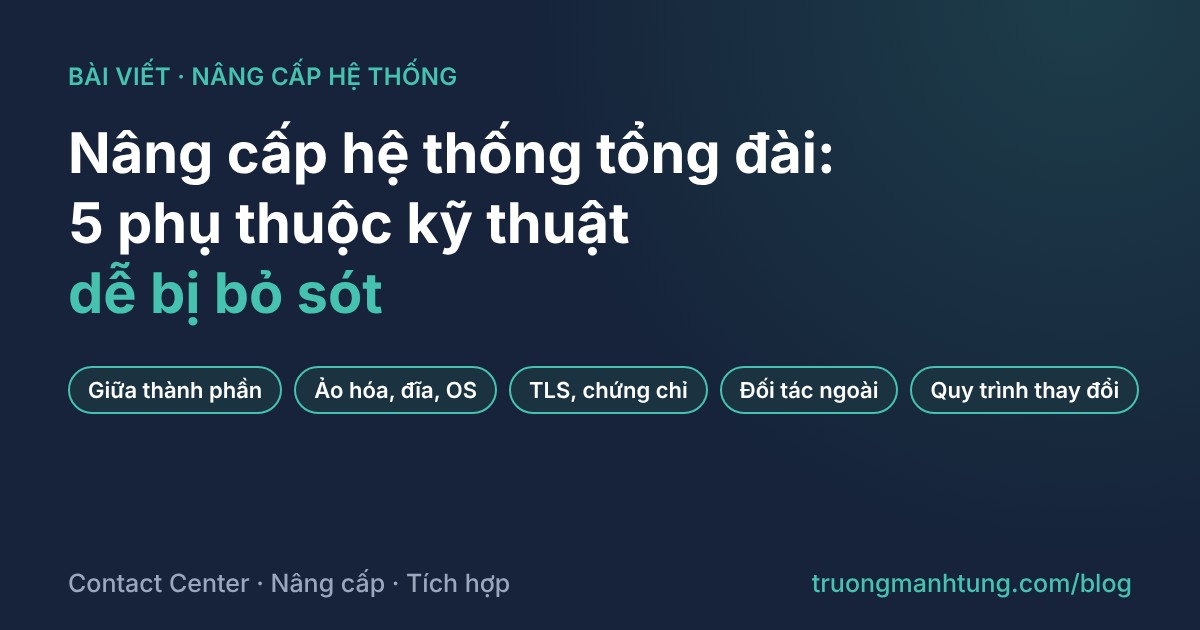 BÀI VIẾT · NÂNG CẤP HỆ THỐNG
Nâng cấp hệ thống tổng đài:
5 phụ thuộc kỹ thuật
dễ bị bỏ sót
Giữa thành phần
Ảo hóa, đĩa, OS
TLS, chứng chỉ
Đối tác ngoài
Quy trình thay đổi
Contact Center · Nâng cấp · Tích hợp
truongmanhtung.com/blog